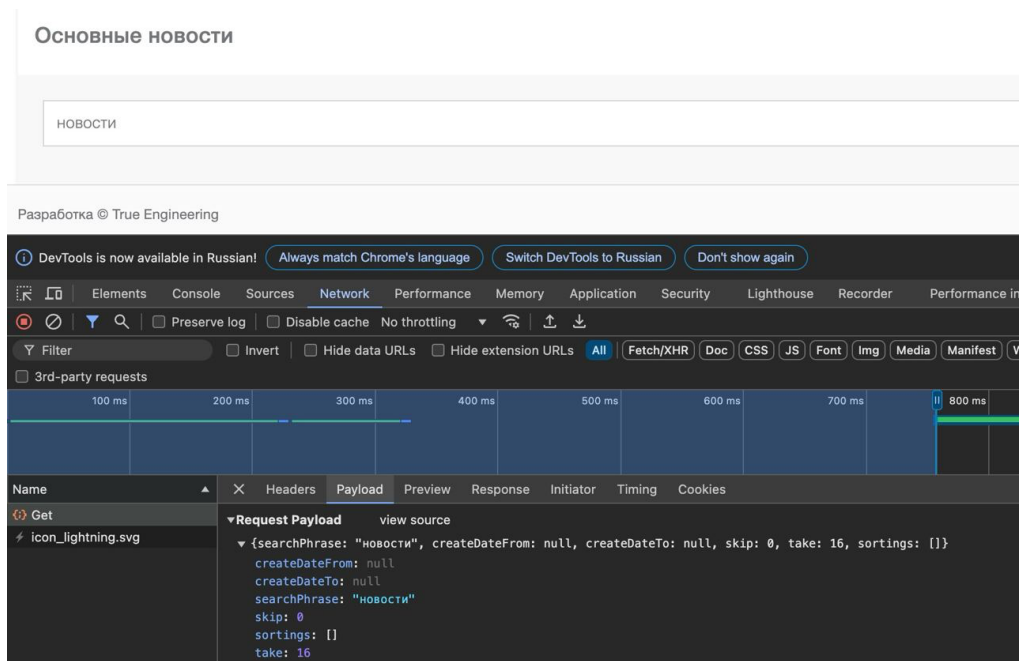 Основные новости
новости
Разработка © True Engineering
DevTools is now available in Russian! Always match Chrome's language Switch DevTools to Russian Don't show again
Elements Console Sources Network Performance Memory Application Security Lighthouse Recorder Performance in
Preserve log Disable cache No throttling
Filter Invert Hide data URLs Hide extension URLs All Fetch/XHR Doc CSS JS Font Img Media Manifest
3rd-party requests
100 ms 200 ms 300 ms 400 ms 500 ms 600 ms 700 ms 800 ms
Name Headers Payload Preview Response Initiator Timing Cookies
Get
icon_lightning.svg
Request Payload view source
{searchPhrase: "новости", createDateFrom: null, createDateTo: null, skip: 0, take: 16, sortings: []}
createDateFrom: null
createDateTo: null
searchPhrase: "новости"
skip: 0
sortings: []
take: 16